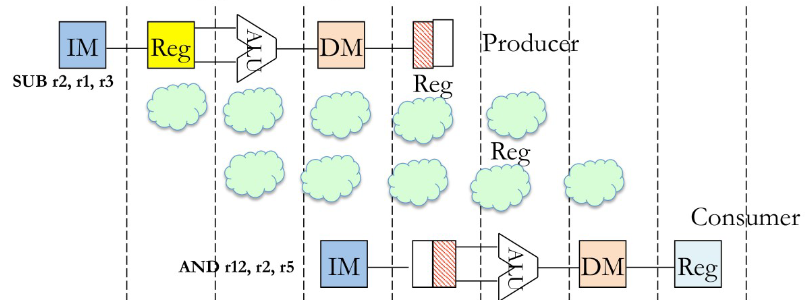 IM Reg ALU DM Producer
SUB r2, r1, r3
Reg
Reg
Consumer
AND r12, r2, r5 IM ALU DM Reg